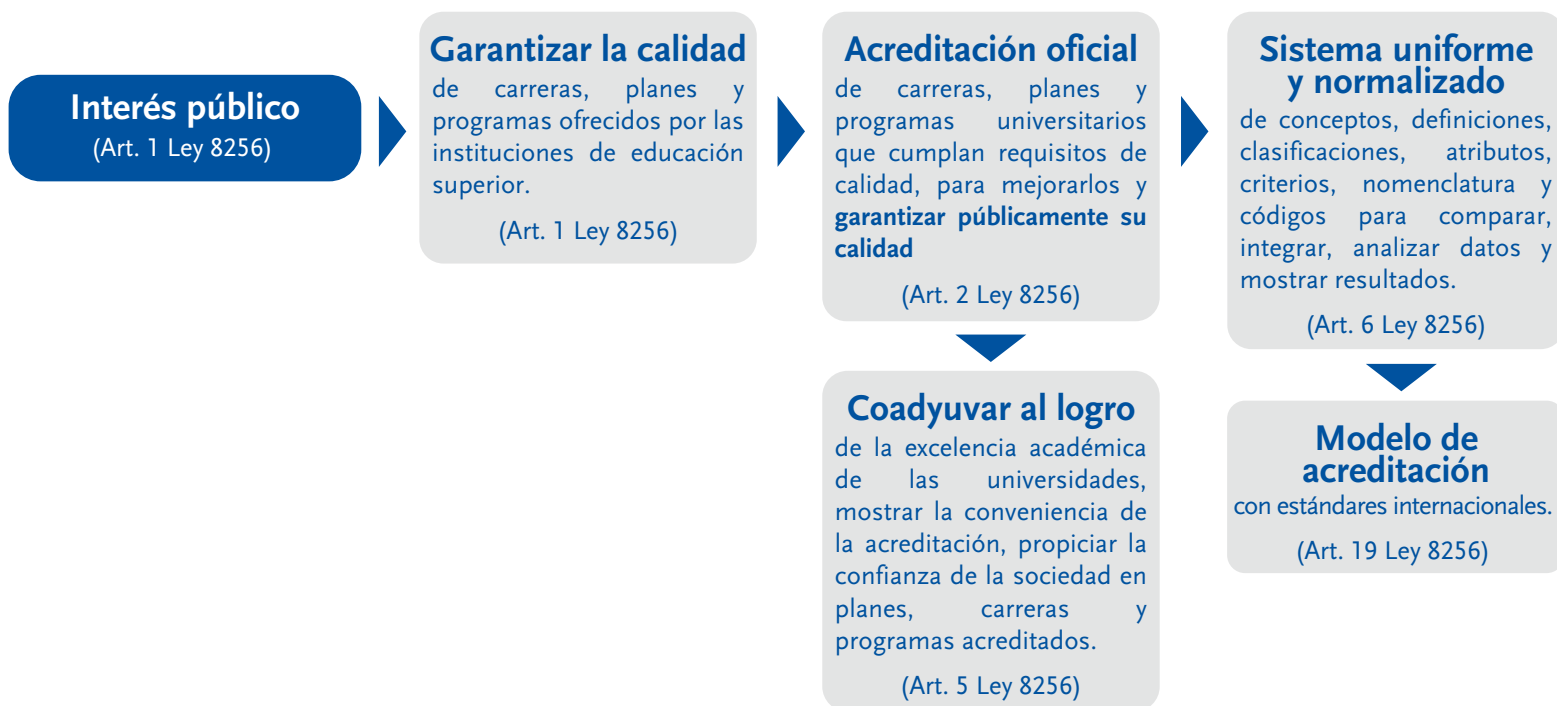 Interés público
(Art. 1 Ley 8256)
Garantizar la calidad
de carreras, planes y
programas ofrecidos por las
instituciones de educación
superior.
(Art. 1 Ley 8256)
Acreditación oficial
de carreras, planes y
programas universitarios
que cumplan requisitos de
calidad, para mejorarlos y
garantizar públicamente su
calidad
(Art. 2 Ley 8256)
Coadyuvar al logro
de la excelencia académica
de las universidades,
mostrar la conveniencia de
la acreditación, propiciar la
confianza de la sociedad en
planes, carreras y
programas acreditados.
(Art. 5 Ley 8256)
Sistema uniforme
y normalizado
de conceptos, definiciones,
clasificaciones, atributos,
criterios, nomenclatura y
códigos para comparar,
integrar, analizar datos y
mostrar resultados.
(Art. 6 Ley 8256)
Modelo de
acreditación
con estándares internacionales.
(Art. 19 Ley 8256)